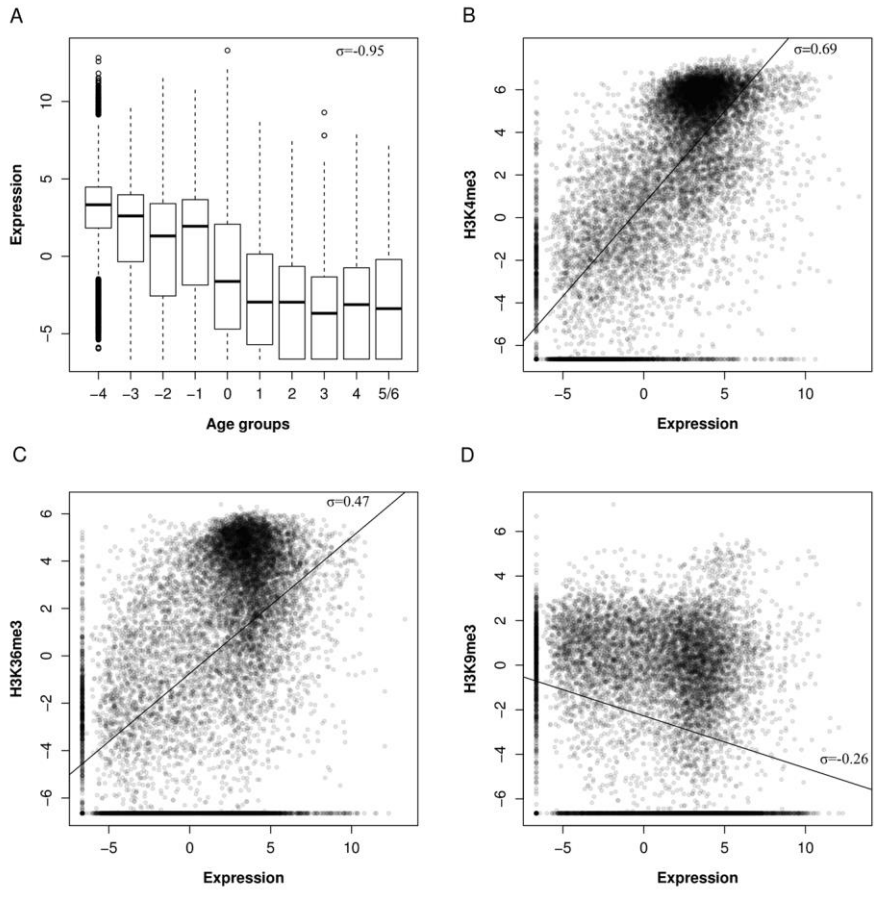 A
σ=-0.95
Expression
10
5
0
−5
−4 −3 −2 −1 0 1 2 3 4 5/6
Age groups
B
σ=0.69
H3K4me3
6
4
2
0
−2
−4
−6
−5 0 5 10
Expression
C
σ=0.47
H3K36me3
6
4
2
0
−2
−4
−6
−5 0 5 10
Expression
D
σ=-0.26
H3K9me3
6
4
2
0
−2
−4
−6
−5 0 5 10
Expression